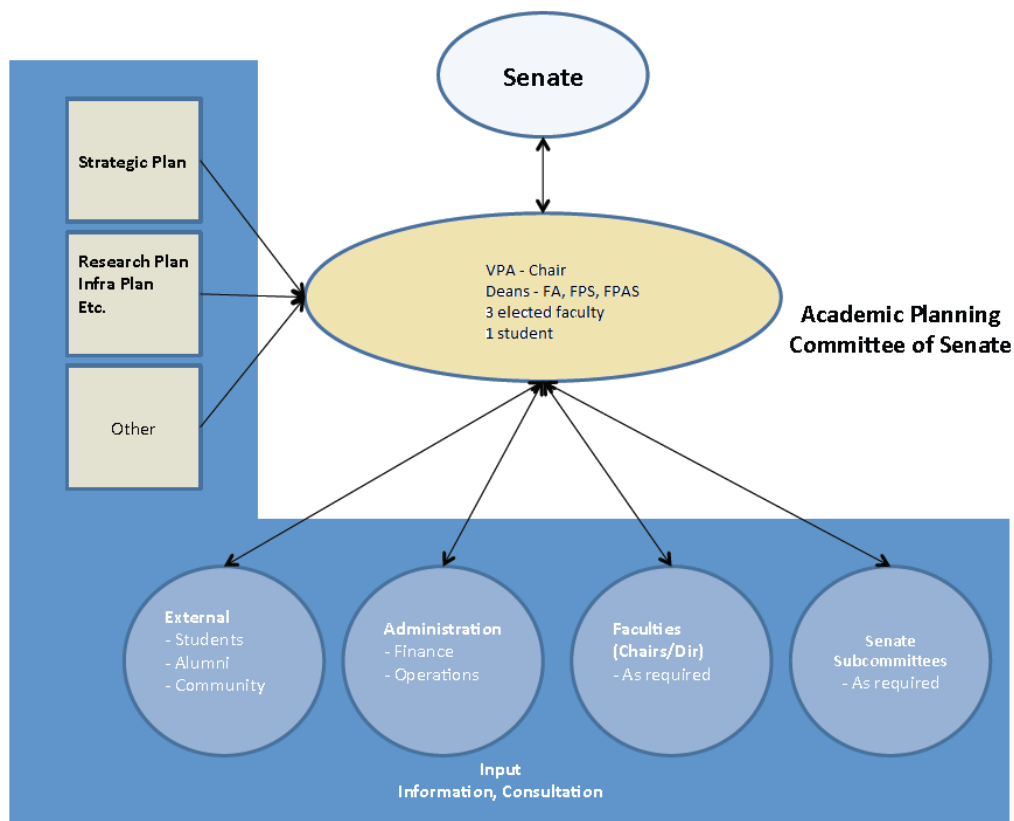 Senate
Strategic Plan
Research Plan
Infra Plan
Etc.
Other
VPA - Chair
Deans - FA, FPS, FPAS
3 elected faculty
1 student
Academic Planning
Committee of Senate
External
- Students
- Alumni
- Community
Administration
- Finance
- Operations
Faculties
(Chairs/Dir)
- As required
Senate
Subcommittees
- As required
Input
Information, Consultation